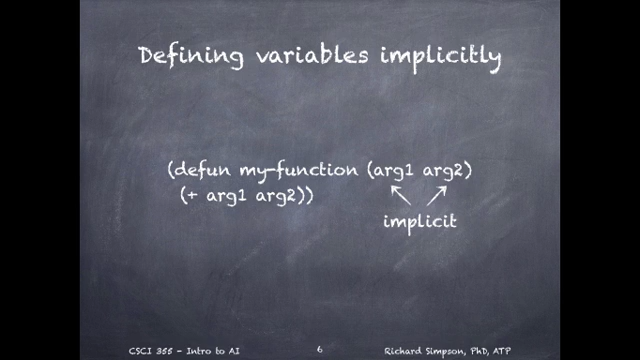 Defining variables implicitly
(defun my-function (arg1 arg2)
(+ arg1 arg2))
implicit
CSCI 355 - Intro to AI
6
Richard Simpson, PhD, ATP